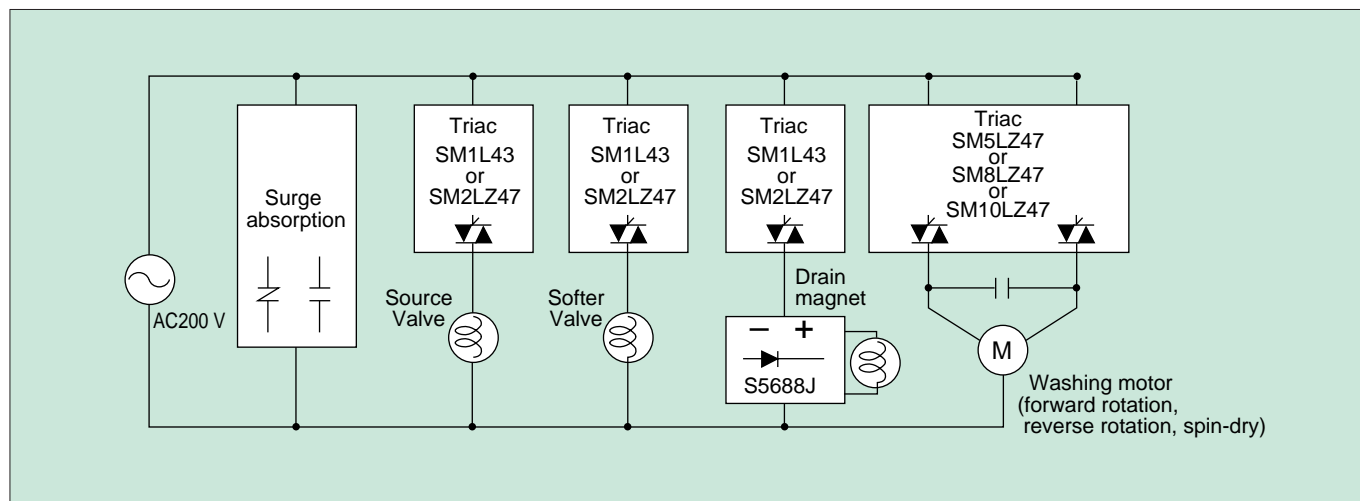 AC200 V
Surge
absorption
Triac
SM1L43
or
SM2LZ47
Source
Valve
Triac
SM1L43
or
SM2LZ47
Softer
Valve
Triac
SM1L43
or
SM2LZ47
Drain
magnet
− +
S5688J
Triac
SM5LZ47
or
SM8LZ47
or
SM10LZ47
M
Washing motor
(forward rotation,
reverse rotation, spin-dry)